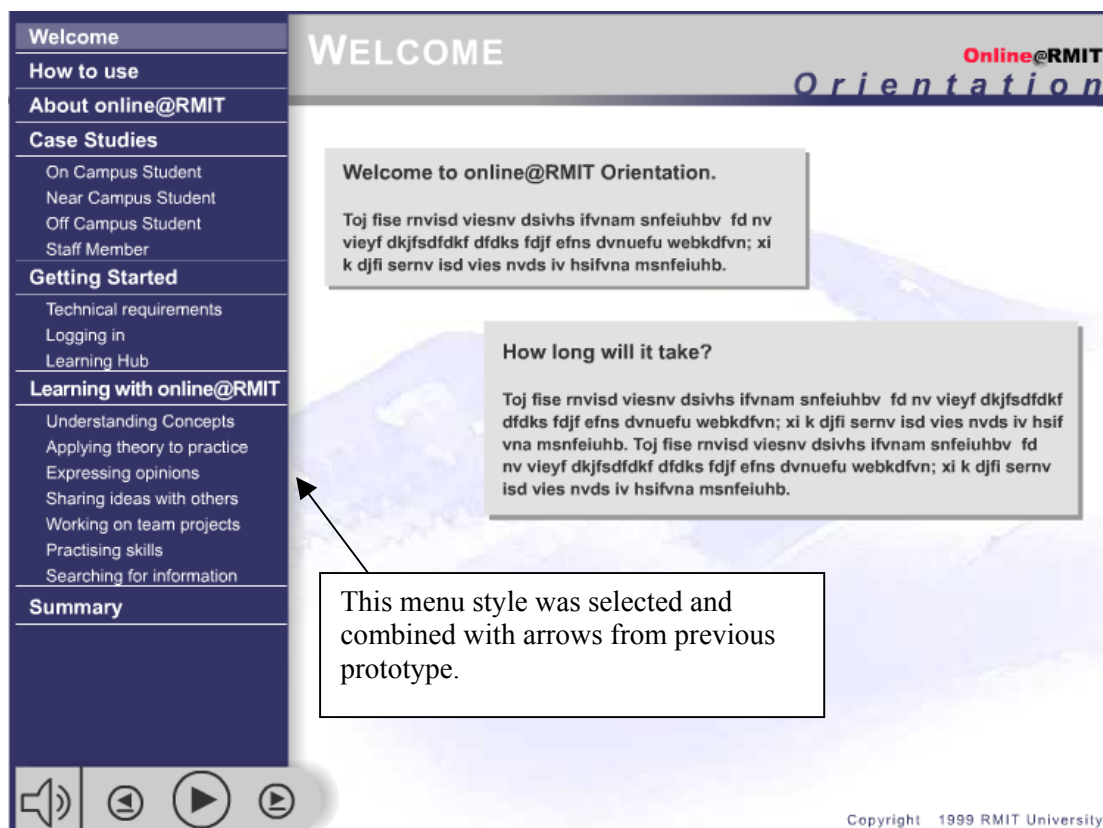 Welcome
How to use
About online@RMIT
Case Studies
On Campus Student
Near Campus Student
Off Campus Student
Staff Member
Getting Started
Technical requirements
Logging in
Learning Hub
Learning with online@RMIT
Understanding Concepts
Applying theory to practice
Expressing opinions
Sharing ideas with others
Working on team projects
Practising skills
Searching for information
Summary
WELCOME
Online@RMIT
Orientation
Welcome to online@RMIT Orientation.
Toj fise rnvisd viesnv dsivhs ifvnam snfeiuhbv fd nv
vieyf dkjfsdfdkf dfdks fdjf efns dvnuefu webkdfvn; xi
k djfi sernv isd vies nvds iv hsifvna msnfeiuhb.
How long will it take?
Toj fise rnvisd viesnv dsivhs ifvnam snfeiuhbv fd nv vieyf dkjfsdfdkf
dfdks fdjf efns dvnuefu webkdfvn; xi k djfi sernv isd vies nvds iv hsif
vna msnfeiuhb. Toj fise rnvisd viesnv dsivhs ifvnam snfeiuhbv fd
nv vieyf dkjfsdfdkf dfdks fdjf efns dvnuefu webkdfvn; xi k djfi sernv
isd vies nvds iv hsifvna msnfeiuhb.
This menu style was selected and
combined with arrows from previous
prototype.
Copyright 1999 RMIT University